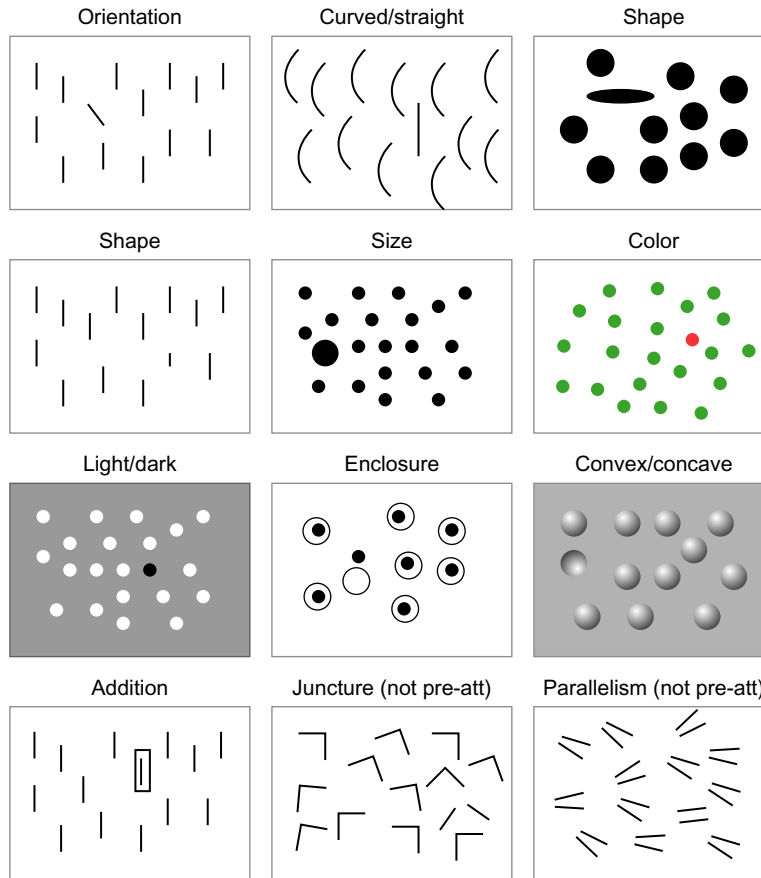 Orientation
Curved/straight
Shape
Shape
Size
Color
Light/dark
Enclosure
Convex/concave
Addition
Juncture (not pre-att)
Parallelism (not pre-att)